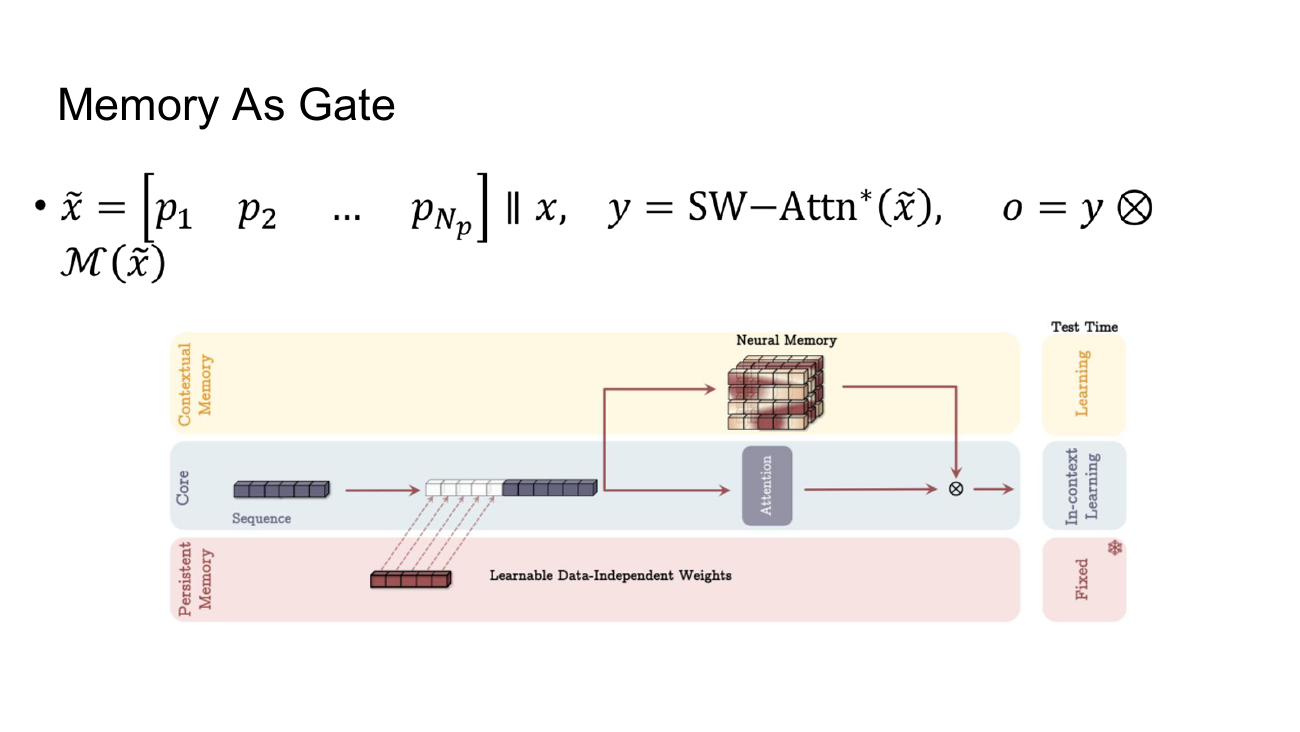 Memory As Gate
• x̃ = [p₁ p₂ … p_{N_p}] ∥ x, y = SW−Attn*(x̃), o = y ⊗
ℳ(x̃)
Test Time
Neural Memory
Contextual
Memory
Learning
Core
Sequence
Attention
⊗
In-context
Learning
Persistent
Memory
Learnable Data-Independent Weights
Fixed